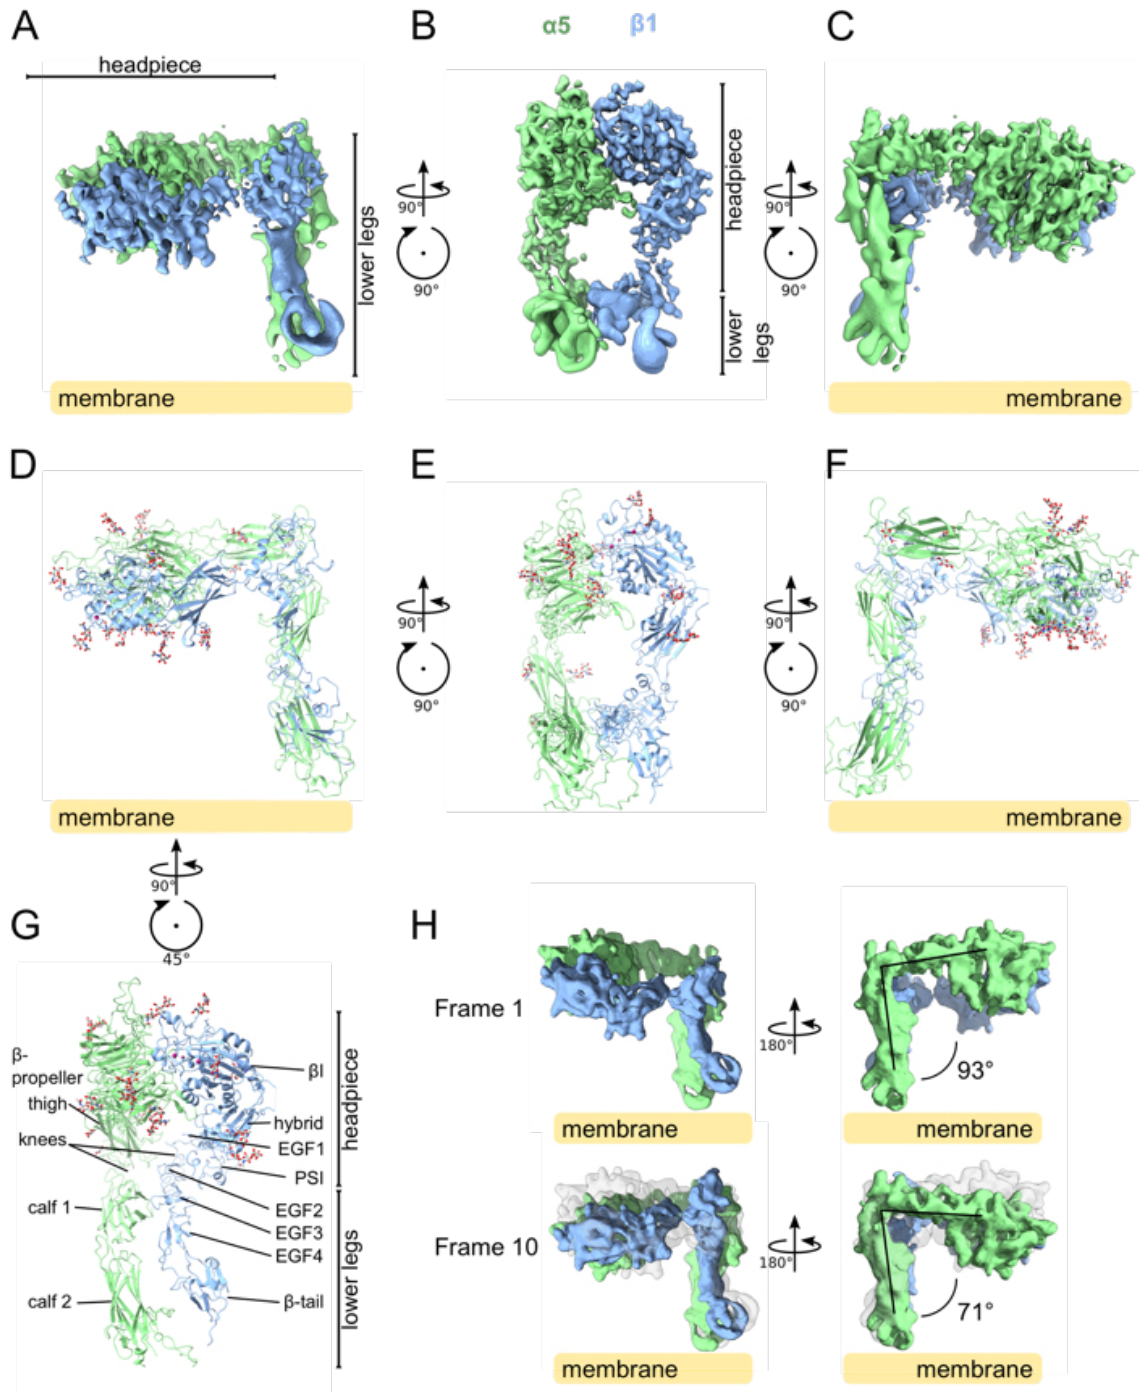 A
B
α5
β1
C
headpiece
lower legs
90°
90°
headpiece
lower
legs
90°
90°
membrane
membrane
D
E
F
90°
90°
90°
90°
membrane
membrane
90°
45°
G
β-
propeller
thigh
knees
calf 1
calf 2
βI
hybrid
EGF1
PSI
EGF2
EGF3
EGF4
β-tail
headpiece
lower legs
H
Frame 1
180°
93°
membrane
membrane
Frame 10
180°
71°
membrane
membrane